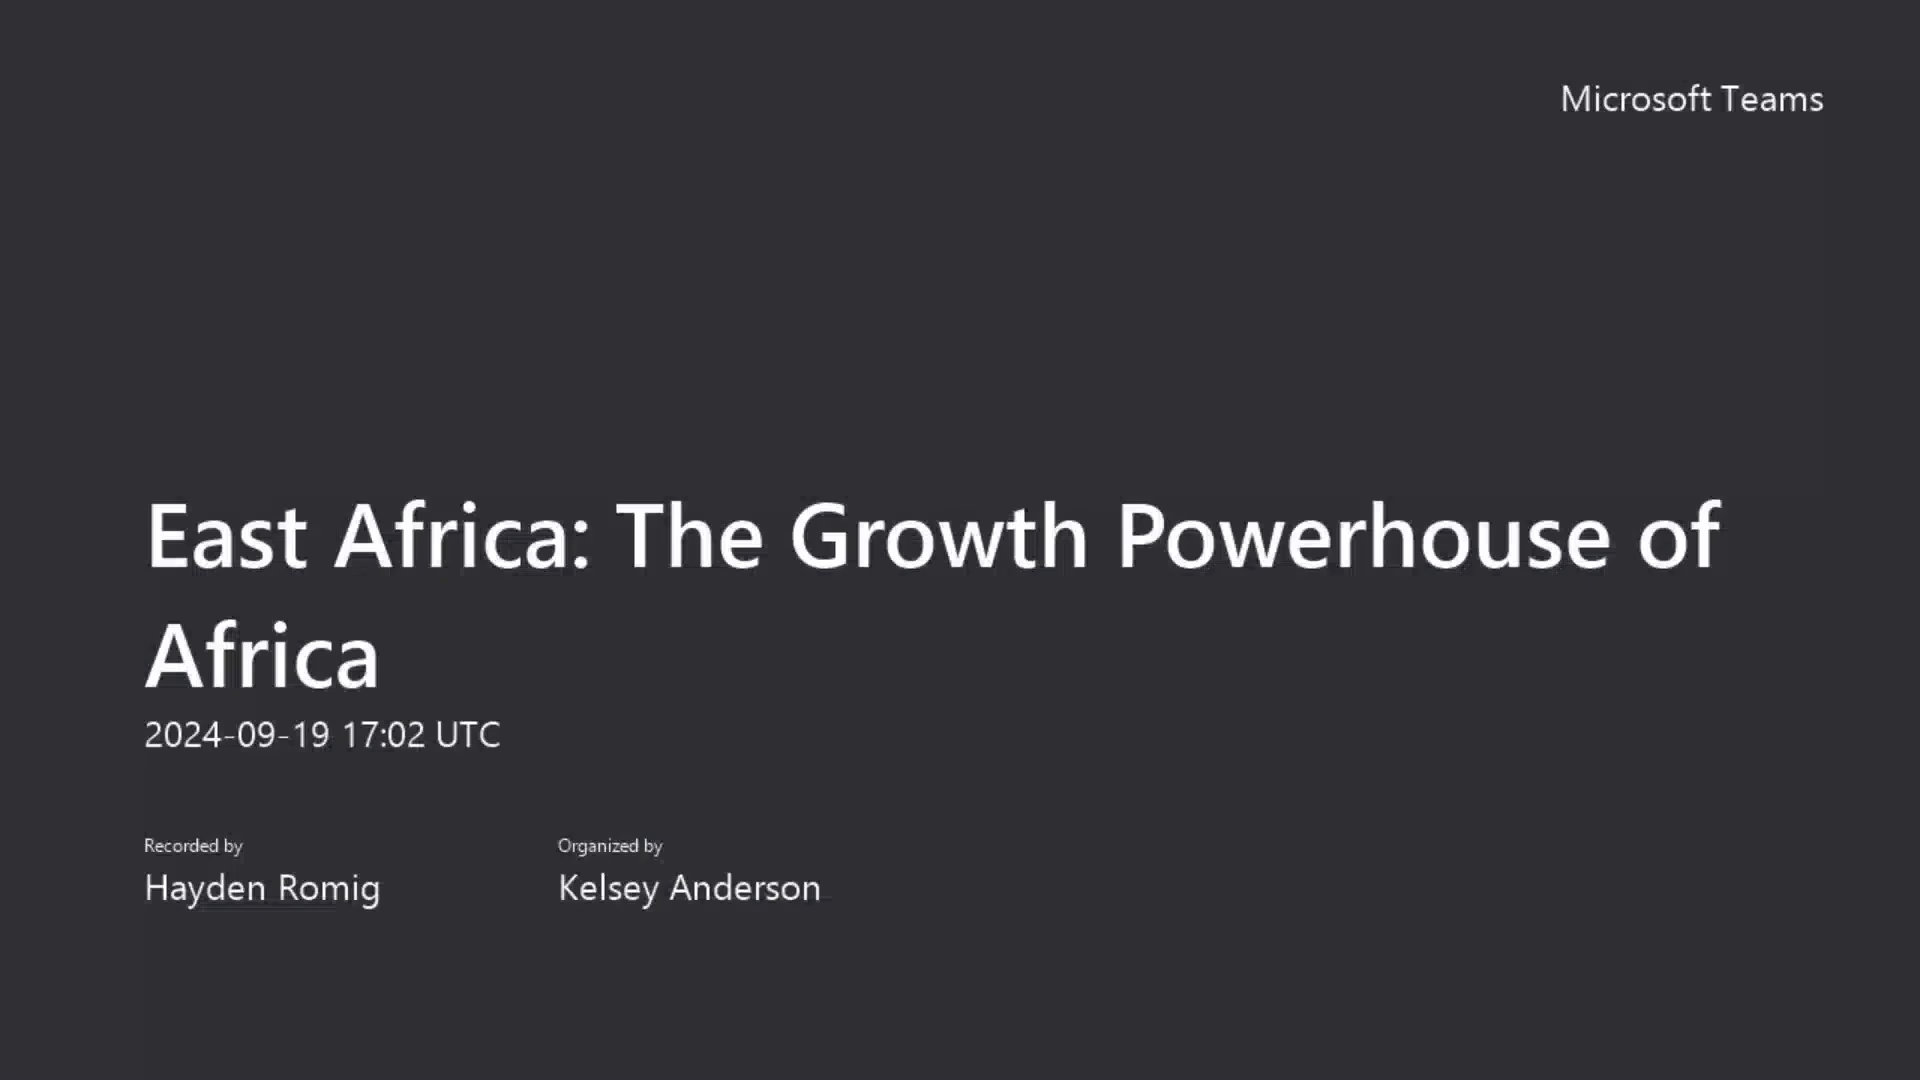 Microsoft Teams
East Africa: The Growth Powerhouse of
Africa
2024-09-19 17:02 UTC
Recorded by
Hayden Romig
Organized by
Kelsey Anderson